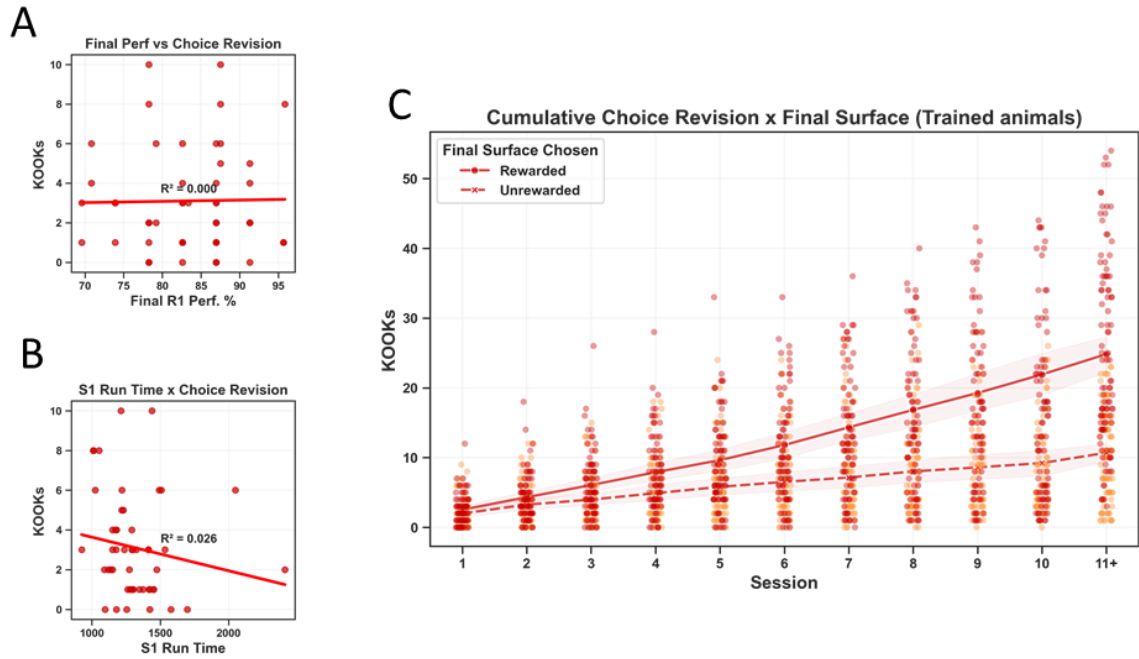 A
Final Perf vs Choice Revision
10
8
6
4
2
0
KOOKs
R² = 0.000
70 75 80 85 90 95
Final R1 Perf. %
B
S1 Run Time x Choice Revision
10
8
6
4
2
0
KOOKs
R² = 0.026
1000 1500 2000
S1 Run Time
C
Cumulative Choice Revision x Final Surface (Trained animals)
Final Surface Chosen
Rewarded
Unrewarded
50
40
30
20
10
0
KOOKs
1 2 3 4 5 6 7 8 9 10 11+
Session